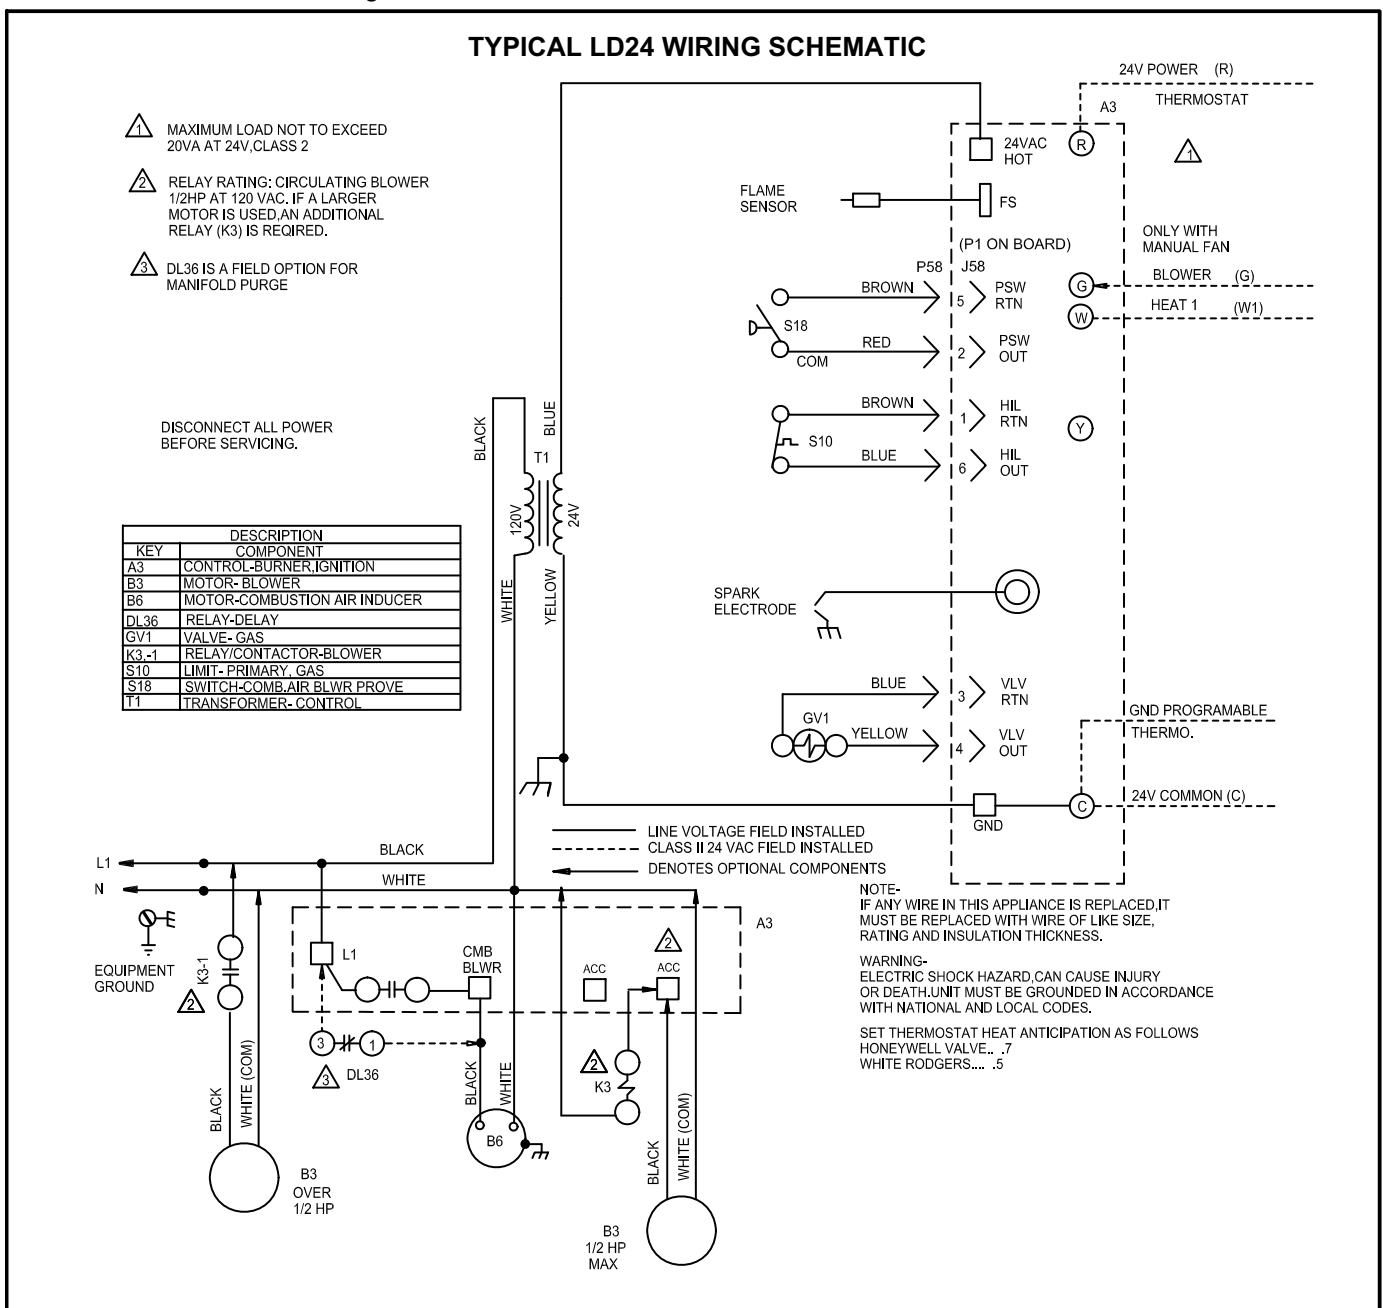 TYPICAL LD24 WIRING SCHEMATIC
1 MAXIMUM LOAD NOT TO EXCEED
20VA AT 24V,CLASS 2
2 RELAY RATING: CIRCULATING BLOWER
1/2HP AT 120 VAC. IF A LARGER
MOTOR IS USED,AN ADDITIONAL
RELAY (K3) IS REQIRED.
3 DL36 IS A FIELD OPTION FOR
MANIFOLD PURGE
DISCONNECT ALL POWER
BEFORE SERVICING.
DESCRIPTION
KEY COMPONENT
A3 CONTROL-BURNER,IGNITION
B3 MOTOR- BLOWER
B6 MOTOR-COMBUSTION AIR INDUCER
DL36 RELAY-DELAY
GV1 VALVE- GAS
K3,-1 RELAY/CONTACTOR-BLOWER
S10 LIMIT- PRIMARY, GAS
S18 SWITCH-COMB.AIR BLWR PROVE
T1 TRANSFORMER- CONTROL
24V POWER (R)
THERMOSTAT
A3
24VAC
HOT
R
1
FLAME
SENSOR
FS
(P1 ON BOARD)
ONLY WITH
MANUAL FAN
P58 J58
BROWN 5 PSW
RTN
G BLOWER (G)
W HEAT 1 (W1)
S18
RED 2 PSW
OUT
COM
BROWN 1 HIL
RTN
Y
S10
BLUE 6 HIL
OUT
BLACK
BLUE
T1
120V
24V
WHITE
YELLOW
SPARK
ELECTRODE
BLUE 3 VLV
RTN
GV1
YELLOW 4 VLV
OUT
GND PROGRAMABLE
THERMO.
C 24V COMMON (C)
GND
LINE VOLTAGE FIELD INSTALLED
CLASS II 24 VAC FIELD INSTALLED
DENOTES OPTIONAL COMPONENTS
L1 BLACK
N WHITE
EQUIPMENT
GROUND
K3-1
2
A3
L1
CMB
BLWR
ACC
2
ACC
3 1
3 DL36
2
K3
BLACK
WHITE (COM)
BLACK
WHITE
B6
BLACK
WHITE (COM)
B3
OVER
1/2 HP
B3
1/2 HP
MAX
NOTE-
IF ANY WIRE IN THIS APPLIANCE IS REPLACED,IT
MUST BE REPLACED WITH WIRE OF LIKE SIZE,
RATING AND INSULATION THICKNESS.
WARNING-
ELECTRIC SHOCK HAZARD,CAN CAUSE INJURY
OR DEATH.UNIT MUST BE GROUNDED IN ACCORDANCE
WITH NATIONAL AND LOCAL CODES.
SET THERMOSTAT HEAT ANTICIPATION AS FOLLOWS
HONEYWELL VALVE.. .7
WHITE RODGERS.... .5